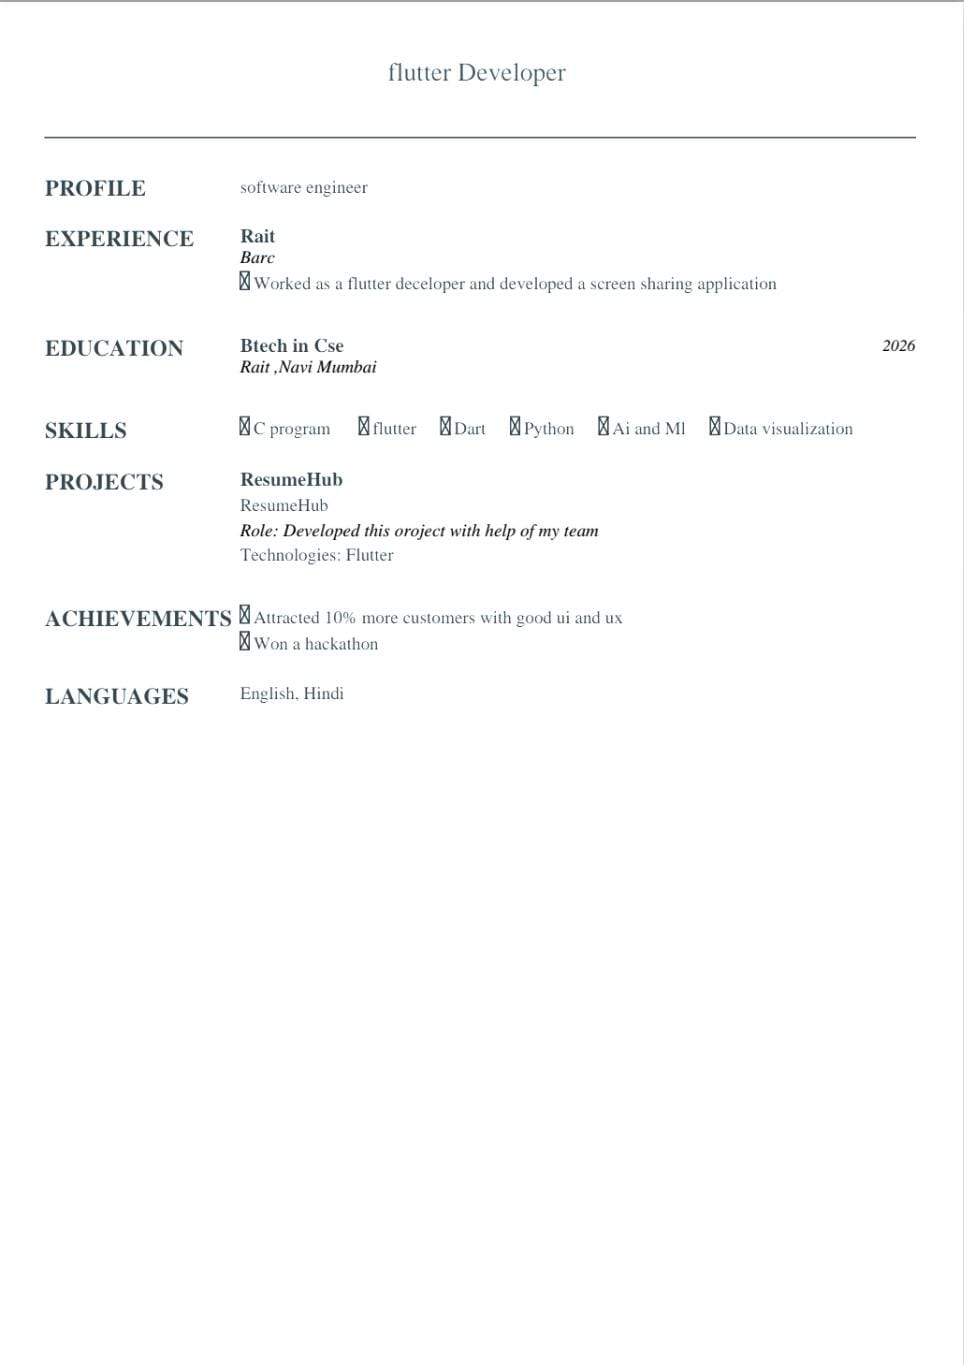 flutter Developer
PROFILE software engineer
EXPERIENCE Rait
Barc
Worked as a flutter deceloper and developed a screen sharing application
EDUCATION Btech in Cse 2026
Rait ,Navi Mumbai
SKILLS C program flutter Dart Python Ai and Ml Data visualization
PROJECTS ResumeHub
ResumeHub
Role: Developed this oroject with help of my team
Technologies: Flutter
ACHIEVEMENTS Attracted 10% more customers with good ui and ux
Won a hackathon
LANGUAGES English, Hindi